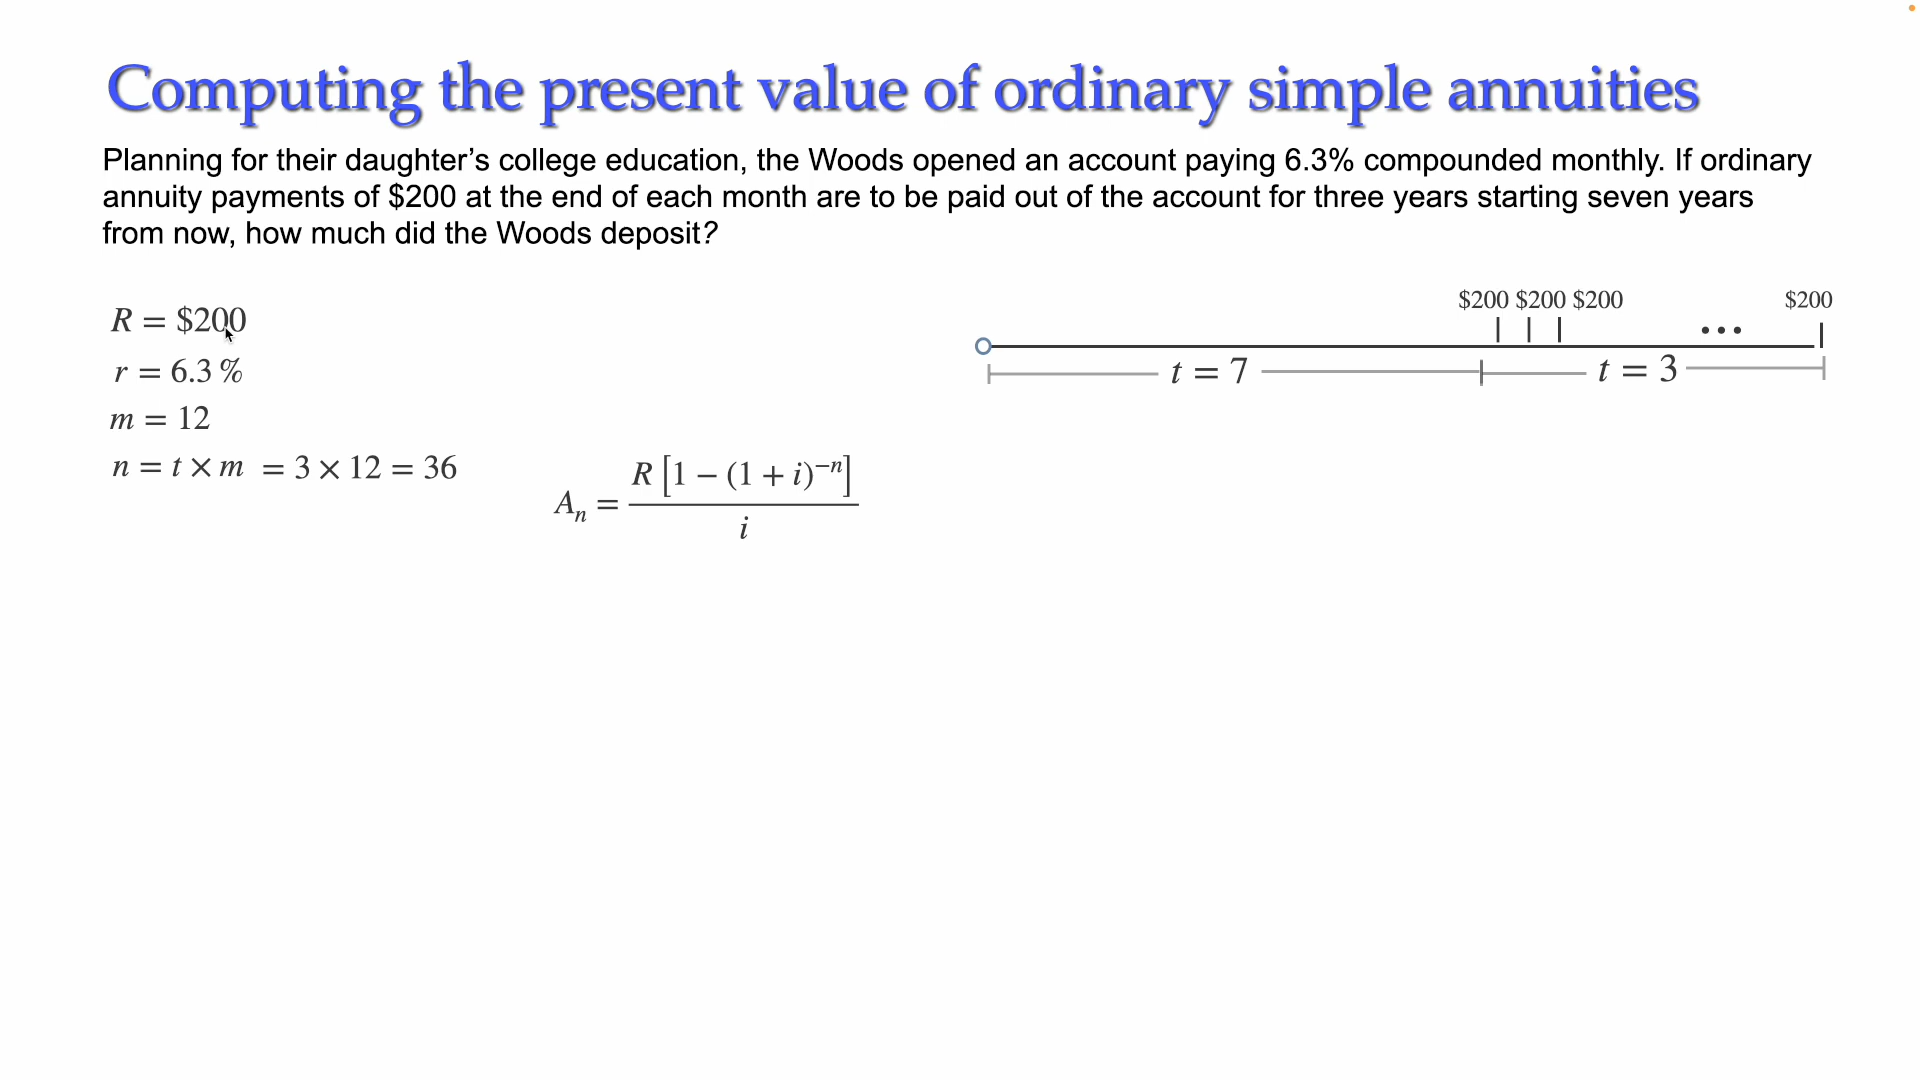 Computing the present value of ordinary simple annuities
Planning for their daughter’s college education, the Woods opened an account paying 6.3% compounded monthly. If ordinary
annuity payments of $200 at the end of each month are to be paid out of the account for three years starting seven years
from now, how much did the Woods deposit?
R = $200
r = 6.3 %
m = 12
n = t × m = 3 × 12 = 36
A_n = R [1 − (1 + i)^{−n}] / i
$200 $200 $200 ••• $200
t = 7 t = 3